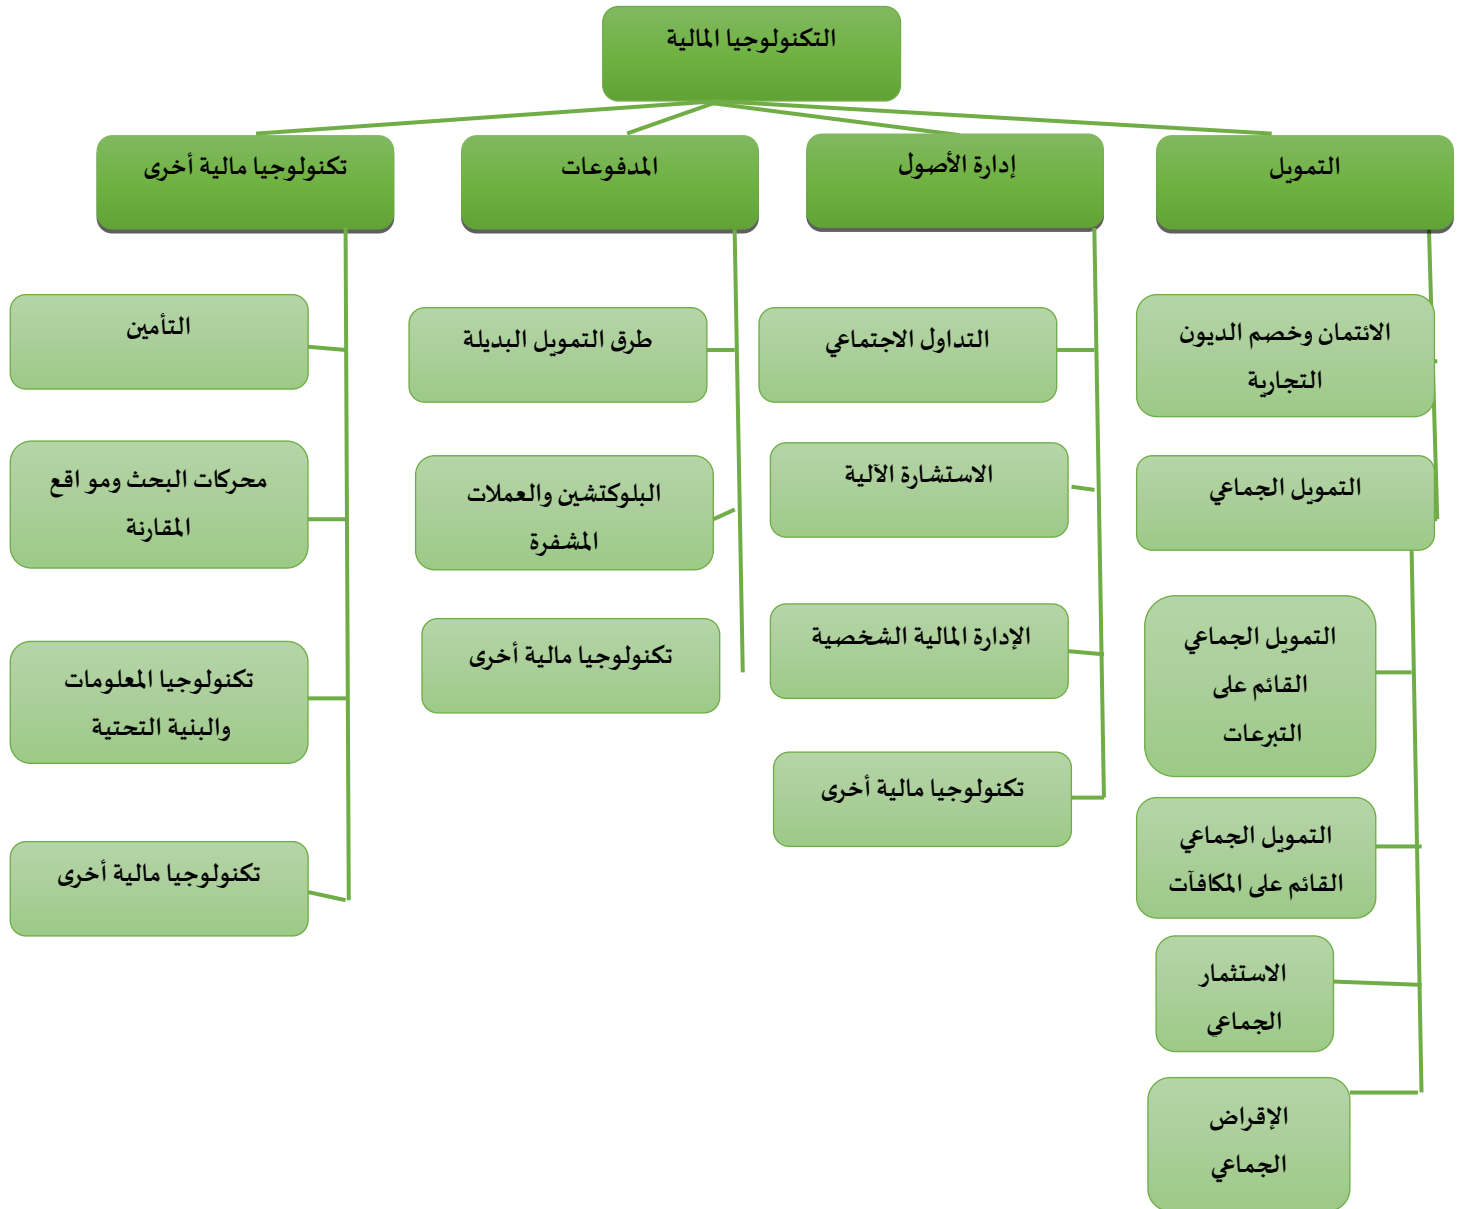 التكنولوجيا المالية
التمويل
إدارة الأصول
المدفوعات
تكنولوجيا مالية أخرى
الائتمان وخصم الديون
التجارية
التمويل الجماعي
التمويل الجماعي
القائم على
التبرعات
التمويل الجماعي
القائم على المكافآت
الاستثمار
الجماعي
الإقراض
الجماعي
التداول الاجتماعي
الاستشارة الآلية
الإدارة المالية الشخصية
تكنولوجيا مالية أخرى
طرق التمويل البديلة
البلوكتشين والعملات
المشفرة
تكنولوجيا مالية أخرى
التأمين
محركات البحث ومو اقع
المقارنة
تكنولوجيا المعلومات
والبنية التحتية
تكنولوجيا مالية أخرى